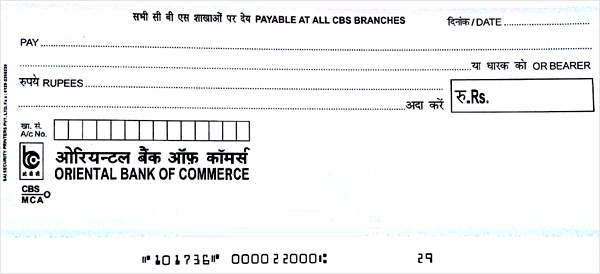 सभी सी बी एस शाखाओं पर देय PAYABLE AT ALL CBS BRANCHES दिनांक/DATE
PAY
या धारक को OR BEARER
रुपये RUPEES
अदा करें रु.Rs.
खा. सं.
A/c No.
ओरियन्टल बैंक ऑफ़ कॉमर्स
ORIENTAL BANK OF COMMERCE
CBS
MCA
⑈101736⑈ 000022000⑆ 29